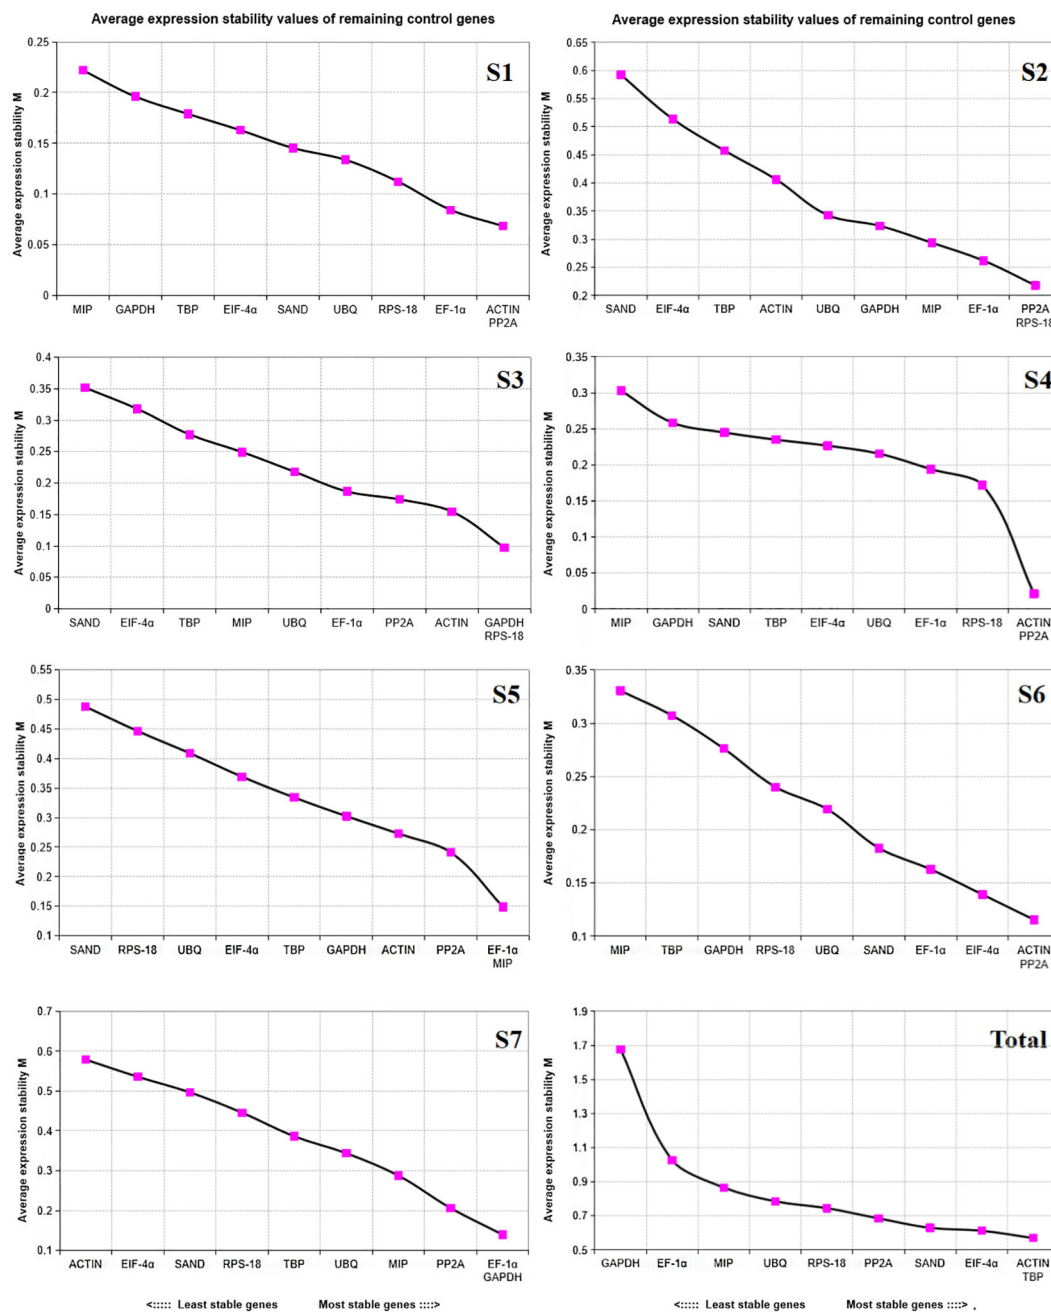 Average expression stability values of remaining control genes
Average expression stability M
0.25
0.2
0.15
0.1
0.05
0
S1
MIP GAPDH TBP EIF-4α SAND UBQ RPS-18 EF-1α ACTIN
PP2A
Average expression stability values of remaining control genes
Average expression stability M
0.65
0.6
0.55
0.5
0.45
0.4
0.35
0.3
0.25
0.2
S2
SAND EIF-4α TBP ACTIN UBQ GAPDH MIP EF-1α PP2A
RPS-18
Average expression stability M
0.4
0.35
0.3
0.25
0.2
0.15
0.1
0.05
0
S3
SAND EIF-4α TBP MIP UBQ EF-1α PP2A ACTIN GAPDH
RPS-18
Average expression stability M
0.35
0.3
0.25
0.2
0.15
0.1
0.05
0
S4
MIP GAPDH SAND TBP EIF-4α UBQ EF-1α RPS-18 ACTIN
PP2A
Average expression stability M
0.55
0.5
0.45
0.4
0.35
0.3
0.25
0.2
0.15
0.1
S5
SAND RPS-18 UBQ EIF-4α TBP GAPDH ACTIN PP2A EF-1α
MIP
Average expression stability M
0.35
0.3
0.25
0.2
0.15
0.1
S6
MIP TBP GAPDH RPS-18 UBQ SAND EF-1α EIF-4α ACTIN
PP2A
Average expression stability M
0.7
0.6
0.5
0.4
0.3
0.2
0.1
S7
ACTIN EIF-4α SAND RPS-18 TBP UBQ MIP PP2A EF-1α
GAPDH
<::::: Least stable genes Most stable genes ::::>
Average expression stability M
1.9
1.7
1.5
1.3
1.1
0.9
0.7
0.5
Total
GAPDH EF-1α MIP UBQ RPS-18 PP2A SAND EIF-4α ACTIN
TBP
<::::: Least stable genes Most stable genes ::::> .